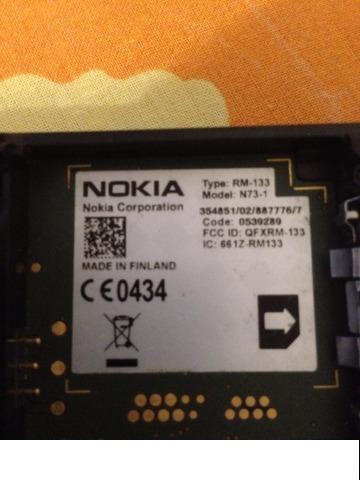 NOKIA
Nokia Corporation
Type: RM-133
Model: N73-1
354851/02/887776/7
Code: 0539289
FCC ID: QFXRM-133
IC: 661Z-RM133
MADE IN FINLAND
CE0434